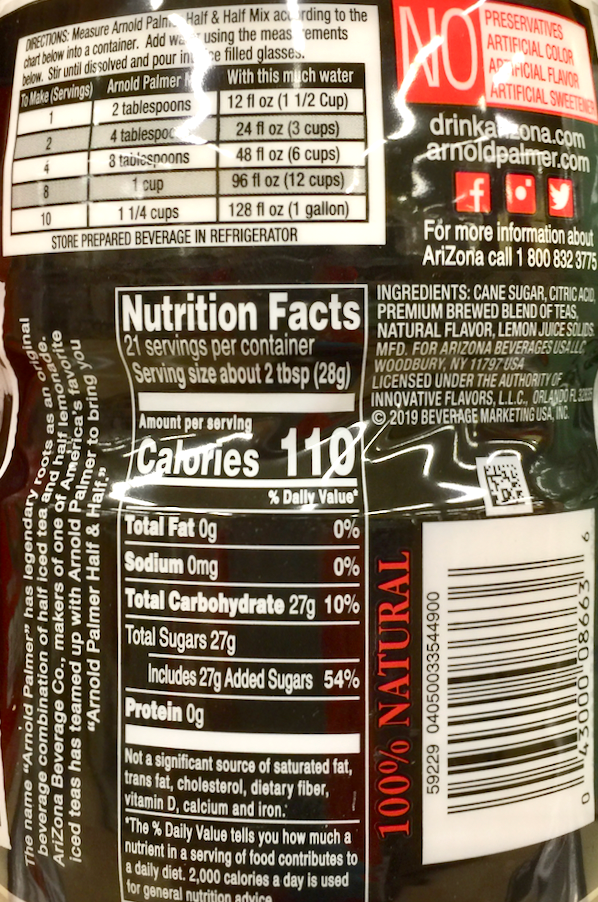 DIRECTIONS: Measure Arnold Half & Half Mix according to the
chart below into a container. Add using the
below. Stir until dissolved and pour filled glasses.
To Make (Servings) Arnold Palmer With this much water
1 2 tablespoons 12 fl oz (1 1/2 Cup)
2 4 24 fl oz (3 cups)
4 8 tablespoons 48 fl oz (6 cups)
8 1 cup 96 fl oz (12 cups)
10 1 1/4 cups 128 fl oz (1 gallon)
STORE PREPARED BEVERAGE IN REFRIGERATOR
NO
PRESERVATIVES
ARTIFICIAL COLOR
ARTIFICIAL FLAVOR
ARTIFICIAL SWEETENER
arnoldpalmer.com
For more information about
AriZona call 1 800 832 3775
Nutrition Facts
21 servings per container
Serving size about 2 tbsp (28g)
Amount per serving
Calories 110
% Daily Value*
Total Fat 0g 0%
Sodium 0mg 0%
Total Carbohydrate 27g 10%
Total Sugars 27g
Includes 27g Added Sugars 54%
Protein 0g
Not a significant source of saturated fat,
trans fat, cholesterol, dietary fiber,
vitamin D, calcium and iron.
*The % Daily Value tells you how much a
nutrient in a serving of food contributes to
a daily diet. 2,000 calories a day is used
for general nutrition advice.
INGREDIENTS: CANE SUGAR, CITRIC ACID,
PREMIUM BREWED BLEND OF TEAS,
NATURAL FLAVOR, LEMON JUICE SOLIDS
MFD. FOR ARIZONA BEVERAGES USA LLC,
WOODBURY, NY 11797 USA
LICENSED UNDER THE AUTHORITY OF
INNOVATIVE FLAVORS, L.L.C., ORLANDO FL
© 2019 BEVERAGE MARKETING USA, INC.
100% NATURAL
59229 04050033544900
0 43000 08663 6
The name "Arnold Palmer" has legendary roots as an original
beverage combination of half iced tea and half lemonade.
AriZona Beverage Co., makers of one of America's favorite
iced teas has teamed up with Arnold Palmer to bring you
"Arnold Palmer Half & Half."